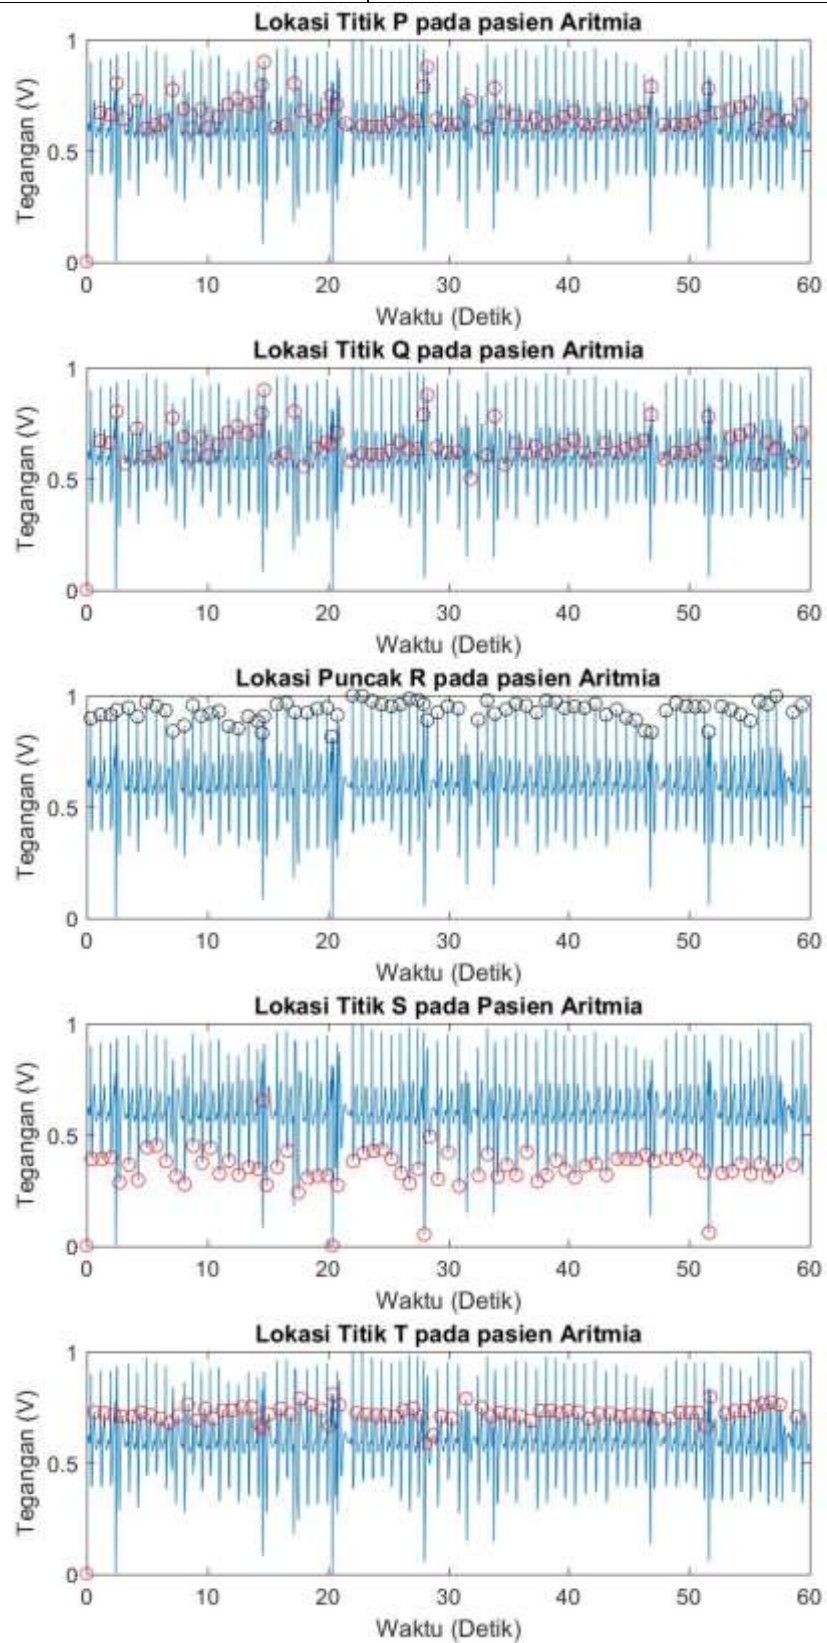 Lokasi Titik P pada pasien Aritmia
1
0.5
0
Tegangan (V)
0 10 20 30 40 50 60
Waktu (Detik)
Lokasi Titik Q pada pasien Aritmia
1
0.5
0
Tegangan (V)
0 10 20 30 40 50 60
Waktu (Detik)
Lokasi Puncak R pada pasien Aritmia
1
0.5
0
Tegangan (V)
0 10 20 30 40 50 60
Waktu (Detik)
Lokasi Titik S pada Pasien Aritmia
1
0.5
0
Tegangan (V)
0 10 20 30 40 50 60
Waktu (Detik)
Lokasi Titik T pada pasien Aritmia
1
0.5
0
Tegangan (V)
0 10 20 30 40 50 60
Waktu (Detik)